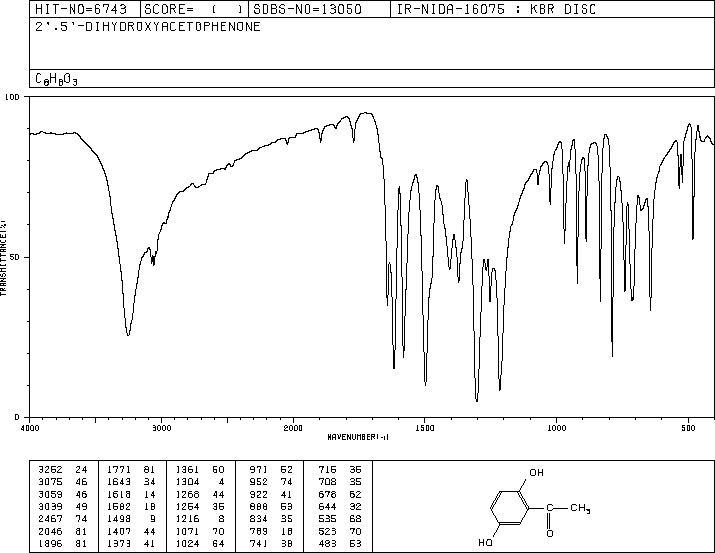 HIT-NO=6743 SCORE= ( ) SDBS-NO=13050 IR-NIDA-16075 : KBR DISC
2',5'-DIHYDROXYACETOPHENONE
C8H8O3
100
TRANSMITTANCE(%)
50
0
4000 3000 2000 1500 1000 500
WAVENUMBER(-1)
3262 24 1771 81 1361 60 971 52 716 35
3075 46 1643 34 1304 4 952 74 708 35
3059 46 1618 14 1268 44 922 41 678 62
3039 49 1582 18 1254 35 888 53 644 32
2467 74 1498 9 1216 8 834 35 535 68
2046 81 1407 44 1071 70 789 18 523 70
1896 81 1373 41 1024 64 741 38 483 53
OH
C CH3
O
HO